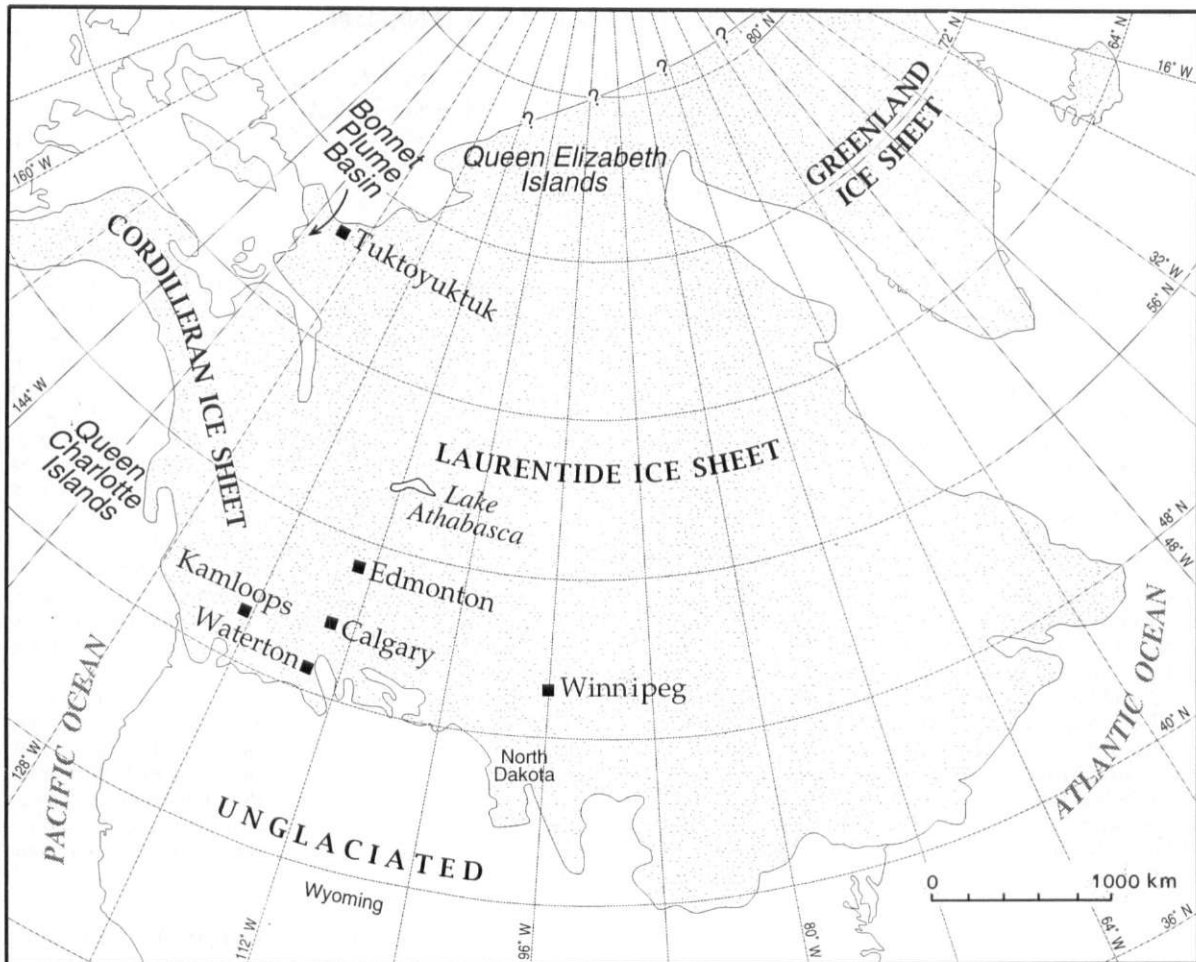 80° N
72° N
64° N
16° W
Bonnet
Plume
Basin
Queen Elizabeth
Islands
GREENLAND
ICE SHEET
160° W
CORDILLERAN ICE SHEET
Tuktoyuktuk
32° W
56° N
144° W
Queen
Charlotte
Islands
LAURENTIDE ICE SHEET
Lake
Athabasca
48° N
48° W
Edmonton
Kamloops
Calgary
Waterton
Winnipeg
PACIFIC OCEAN
ATLANTIC OCEAN
40° N
128° W
North
Dakota
UNGLACIATED
Wyoming
0 1000 km
112° W
96° W
80° W
64° W
36° N
?
?
?
?
?